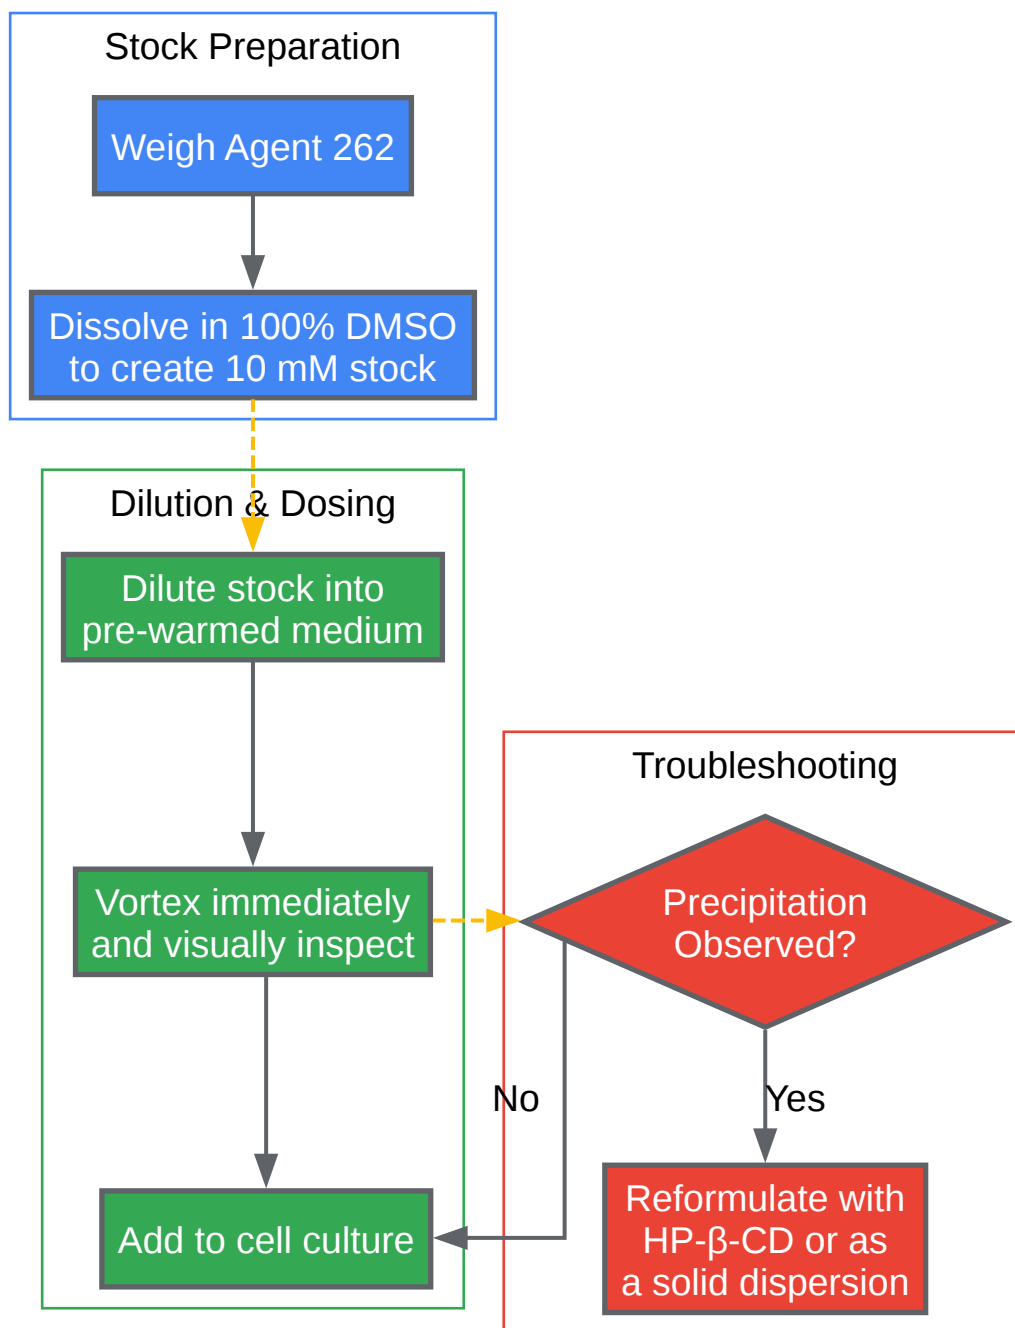 Stock Preparation
Weigh Agent 262
Dissolve in 100% DMSO
to create 10 mM stock
Dilution & Dosing
Dilute stock into
pre-warmed medium
Vortex immediately
and visually inspect
Add to cell culture
Troubleshooting
Precipitation
Observed?
No
Yes
Reformulate with
HP-β-CD or as
a solid dispersion